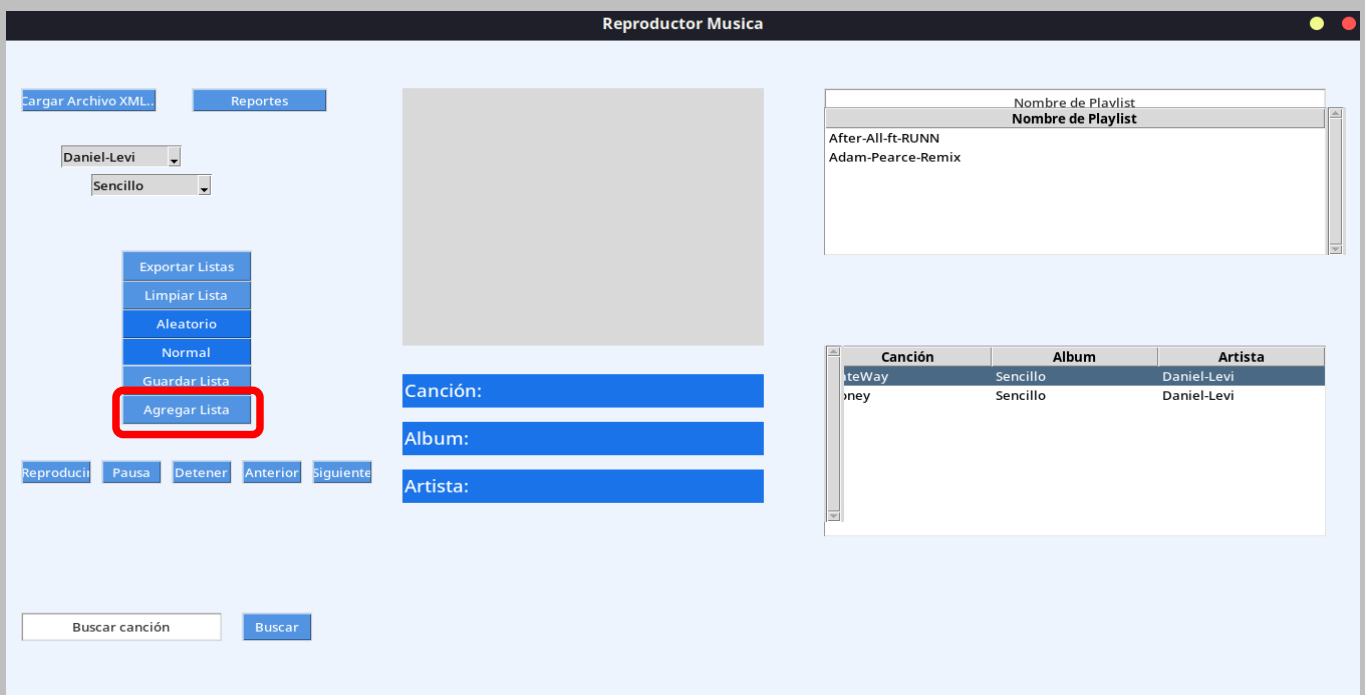 Reproductor Musica
Cargar Archivo XML..
Reportes
Daniel-Levi
Sencillo
Exportar Listas
Limpiar Lista
Aleatorio
Normal
Guardar Lista
Agregar Lista
Reproducir
Pausa
Detener
Anterior
Siguiente
Buscar canción
Buscar
Canción:
Album:
Artista:
Nombre de Playlist
Nombre de Playlist
After-All-ft-RUNN
Adam-Pearce-Remix
Canción Album Artista
teWay Sencillo Daniel-Levi
ney Sencillo Daniel-Levi